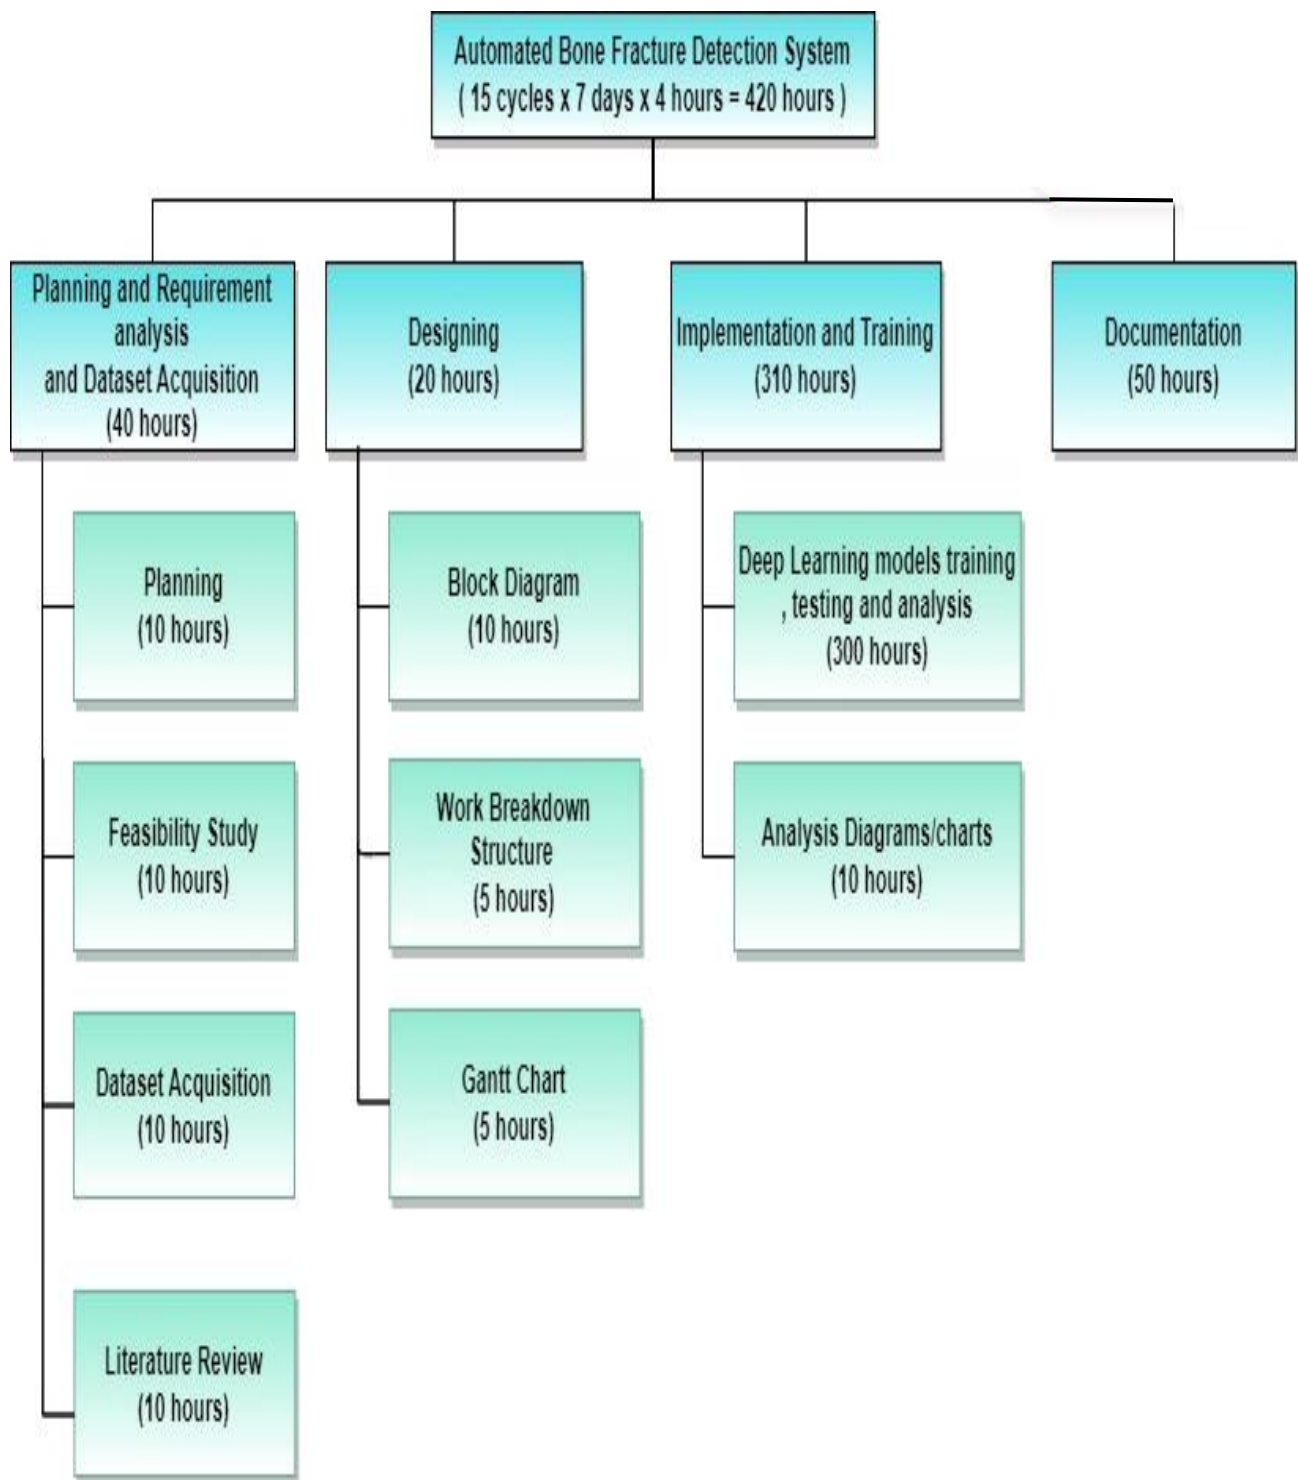 Automated Bone Fracture Detection System
( 15 cycles x 7 days x 4 hours = 420 hours )
Planning and Requirement
analysis
and Dataset Acquisition
(40 hours)
Designing
(20 hours)
Implementation and Training
(310 hours)
Documentation
(50 hours)
Planning
(10 hours)
Block Diagram
(10 hours)
Deep Learning models training
, testing and analysis
(300 hours)
Feasibility Study
(10 hours)
Work Breakdown
Structure
(5 hours)
Analysis Diagrams/charts
(10 hours)
Dataset Acquisition
(10 hours)
Gantt Chart
(5 hours)
Literature Review
(10 hours)